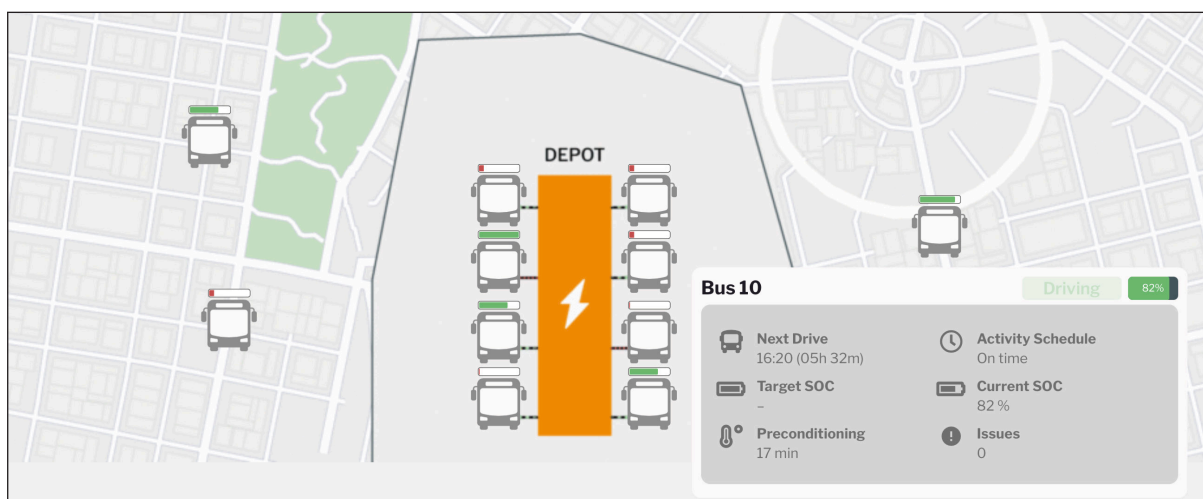 DEPOT
Bus 10
Driving
82%
Next Drive
16:20 (05h 32m)
Activity Schedule
On time
Target SOC
–
Current SOC
82 %
Preconditioning
17 min
Issues
0